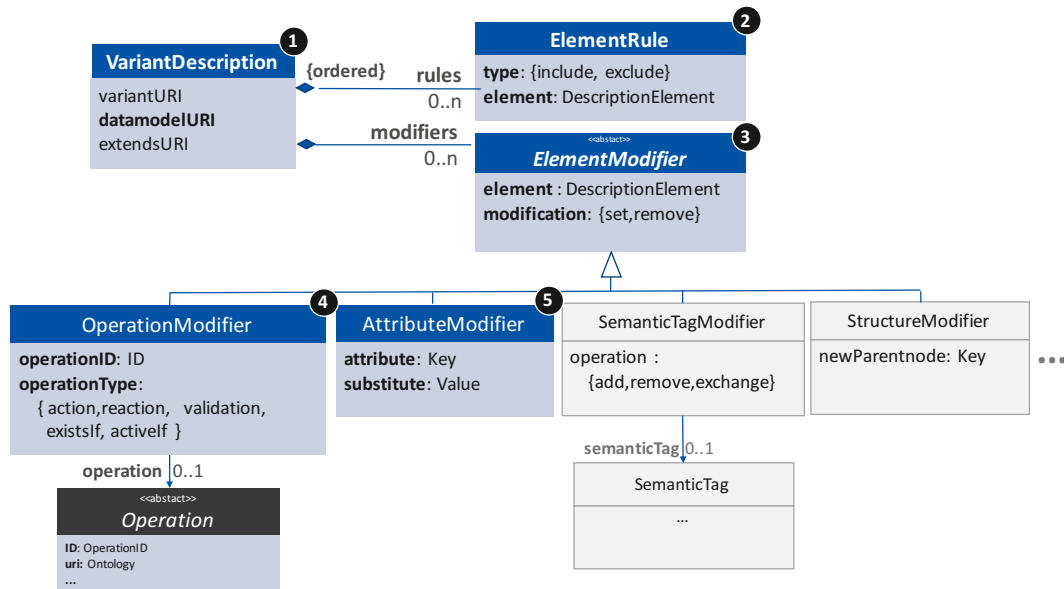 1
VariantDescription
variantURI
datamodelURI
extendsURI
{ordered}
rules
0..n
modifiers
0..n
2
ElementRule
type: {include, exclude}
element: DescriptionElement
3
<<abstact>>
ElementModifier
element : DescriptionElement
modification: {set,remove}
4
OperationModifier
operationID: ID
operationType:
{ action,reaction, validation,
existsIf, activeIf }
operation 0..1
<<abstact>>
Operation
ID: OperationID
uri: Ontology
...
5
AttributeModifier
attribute: Key
substitute: Value
SemanticTagModifier
operation :
{add,remove,exchange}
semanticTag 0..1
SemanticTag
...
StructureModifier
newParentnode: Key
...